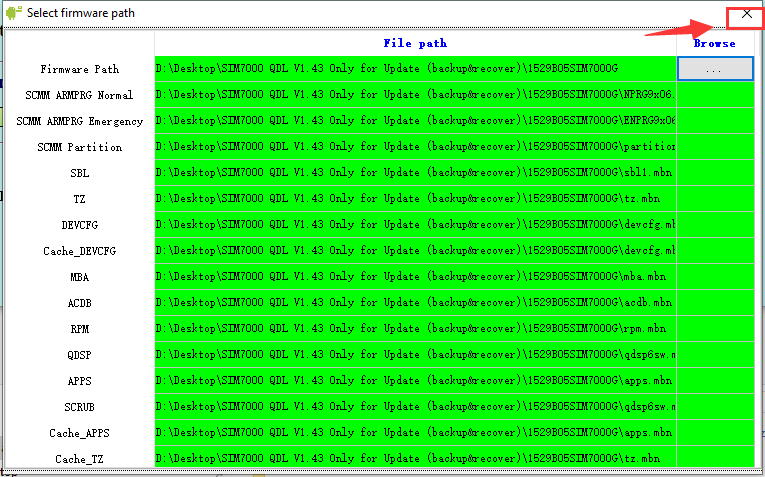 Select firmware path
File path Browse
Firmware Path D:\Desktop\SIM7000 QDL V1.43 Only for Update (backup&recover)\1529B05SIM7000G ...
SCMM ARMPRG Normal D:\Desktop\SIM7000 QDL V1.43 Only for Update (backup&recover)\1529B05SIM7000G\NPRG9x06.
SCMM ARMPRG Emergency D:\Desktop\SIM7000 QDL V1.43 Only for Update (backup&recover)\1529B05SIM7000G\ENPRG9x06
SCMM Partition D:\Desktop\SIM7000 QDL V1.43 Only for Update (backup&recover)\1529B05SIM7000G\partition
SBL D:\Desktop\SIM7000 QDL V1.43 Only for Update (backup&recover)\1529B05SIM7000G\sbl1.mbn
TZ D:\Desktop\SIM7000 QDL V1.43 Only for Update (backup&recover)\1529B05SIM7000G\tz.mbn
DEVCFG D:\Desktop\SIM7000 QDL V1.43 Only for Update (backup&recover)\1529B05SIM7000G\devcfg.mb
Cache_DEVCFG D:\Desktop\SIM7000 QDL V1.43 Only for Update (backup&recover)\1529B05SIM7000G\devcfg.mb
MBA D:\Desktop\SIM7000 QDL V1.43 Only for Update (backup&recover)\1529B05SIM7000G\mba.mbn
ACDB D:\Desktop\SIM7000 QDL V1.43 Only for Update (backup&recover)\1529B05SIM7000G\acdb.mbn
RPM D:\Desktop\SIM7000 QDL V1.43 Only for Update (backup&recover)\1529B05SIM7000G\rpm.mbn
QDSP D:\Desktop\SIM7000 QDL V1.43 Only for Update (backup&recover)\1529B05SIM7000G\qdsp6sw.m
APPS D:\Desktop\SIM7000 QDL V1.43 Only for Update (backup&recover)\1529B05SIM7000G\apps.mbn
SCRUB D:\Desktop\SIM7000 QDL V1.43 Only for Update (backup&recover)\1529B05SIM7000G\qdsp6sw.m
Cache_APPS D:\Desktop\SIM7000 QDL V1.43 Only for Update (backup&recover)\1529B05SIM7000G\apps.mbn
Cache_TZ D:\Desktop\SIM7000 QDL V1.43 Only for Update (backup&recover)\1529B05SIM7000G\tz.mbn